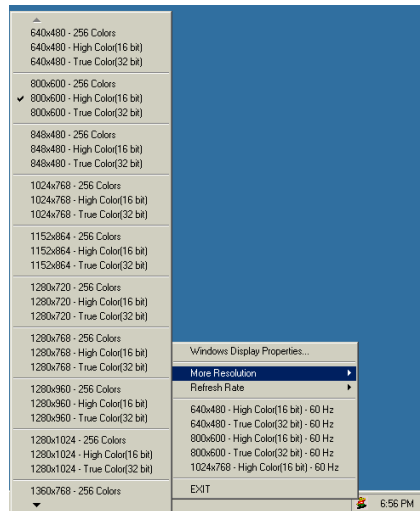 640x480 - 256 Colors
640x480 - High Color(16 bit)
640x480 - True Color(32 bit)
800x600 - 256 Colors
800x600 - High Color(16 bit)
800x600 - True Color(32 bit)
848x480 - 256 Colors
848x480 - High Color(16 bit)
848x480 - True Color(32 bit)
1024x768 - 256 Colors
1024x768 - High Color(16 bit)
1024x768 - True Color(32 bit)
1152x864 - 256 Colors
1152x864 - High Color(16 bit)
1152x864 - True Color(32 bit)
1280x720 - 256 Colors
1280x720 - High Color(16 bit)
1280x720 - True Color(32 bit)
1280x768 - 256 Colors
1280x768 - High Color(16 bit)
1280x768 - True Color(32 bit)
1280x960 - 256 Colors
1280x960 - High Color(16 bit)
1280x960 - True Color(32 bit)
1280x1024 - 256 Colors
1280x1024 - High Color(16 bit)
1280x1024 - True Color(32 bit)
1360x768 - 256 Colors
Windows Display Properties...
More Resolution
Refresh Rate
640x480 - High Color(16 bit) - 60 Hz
640x480 - True Color(32 bit) - 60 Hz
800x600 - High Color(16 bit) - 60 Hz
800x600 - True Color(32 bit) - 60 Hz
1024x768 - High Color(16 bit) - 60 Hz
EXIT
6:56 PM